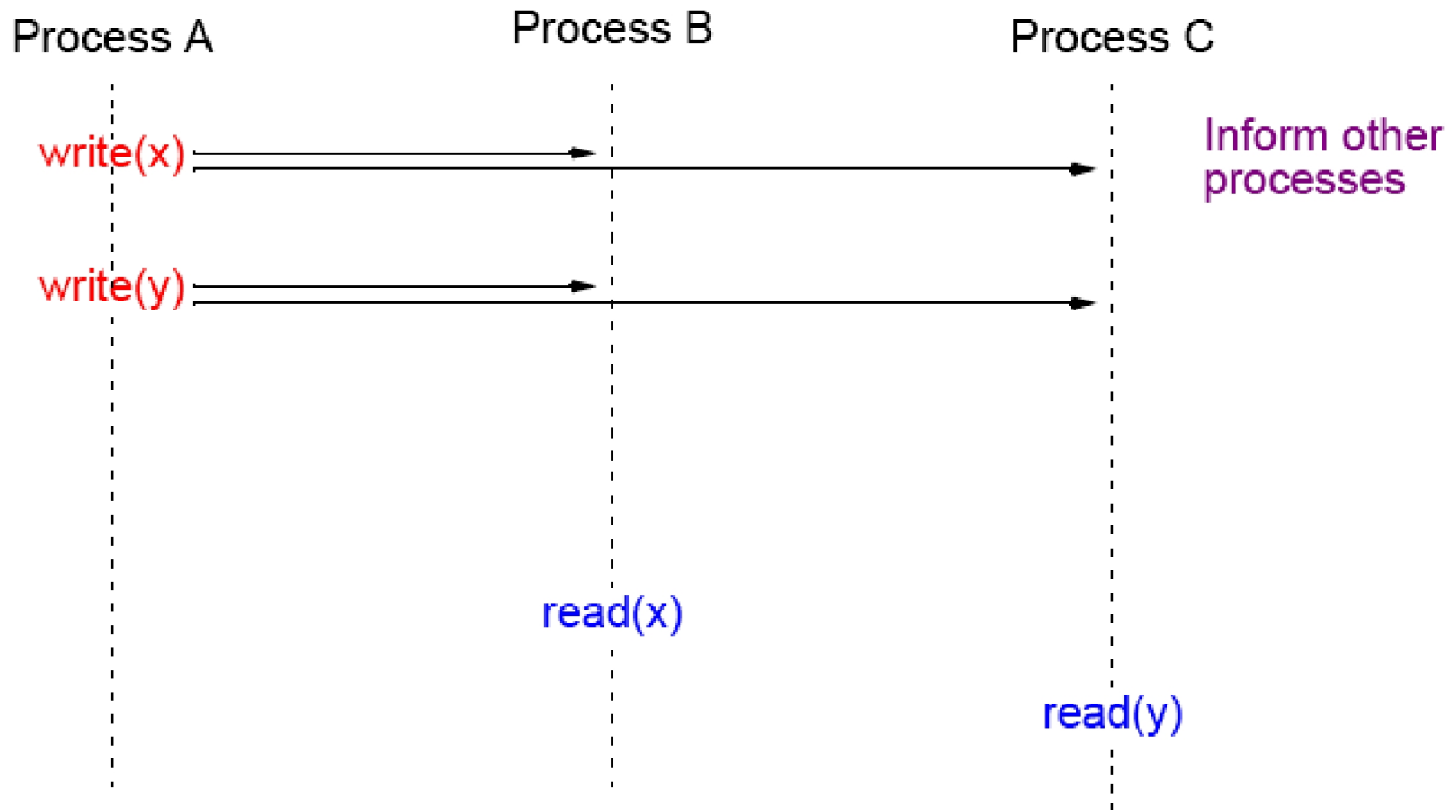 Process A
Process B
Process C
write(x)
Inform other
processes
write(y)
read(x)
read(y)